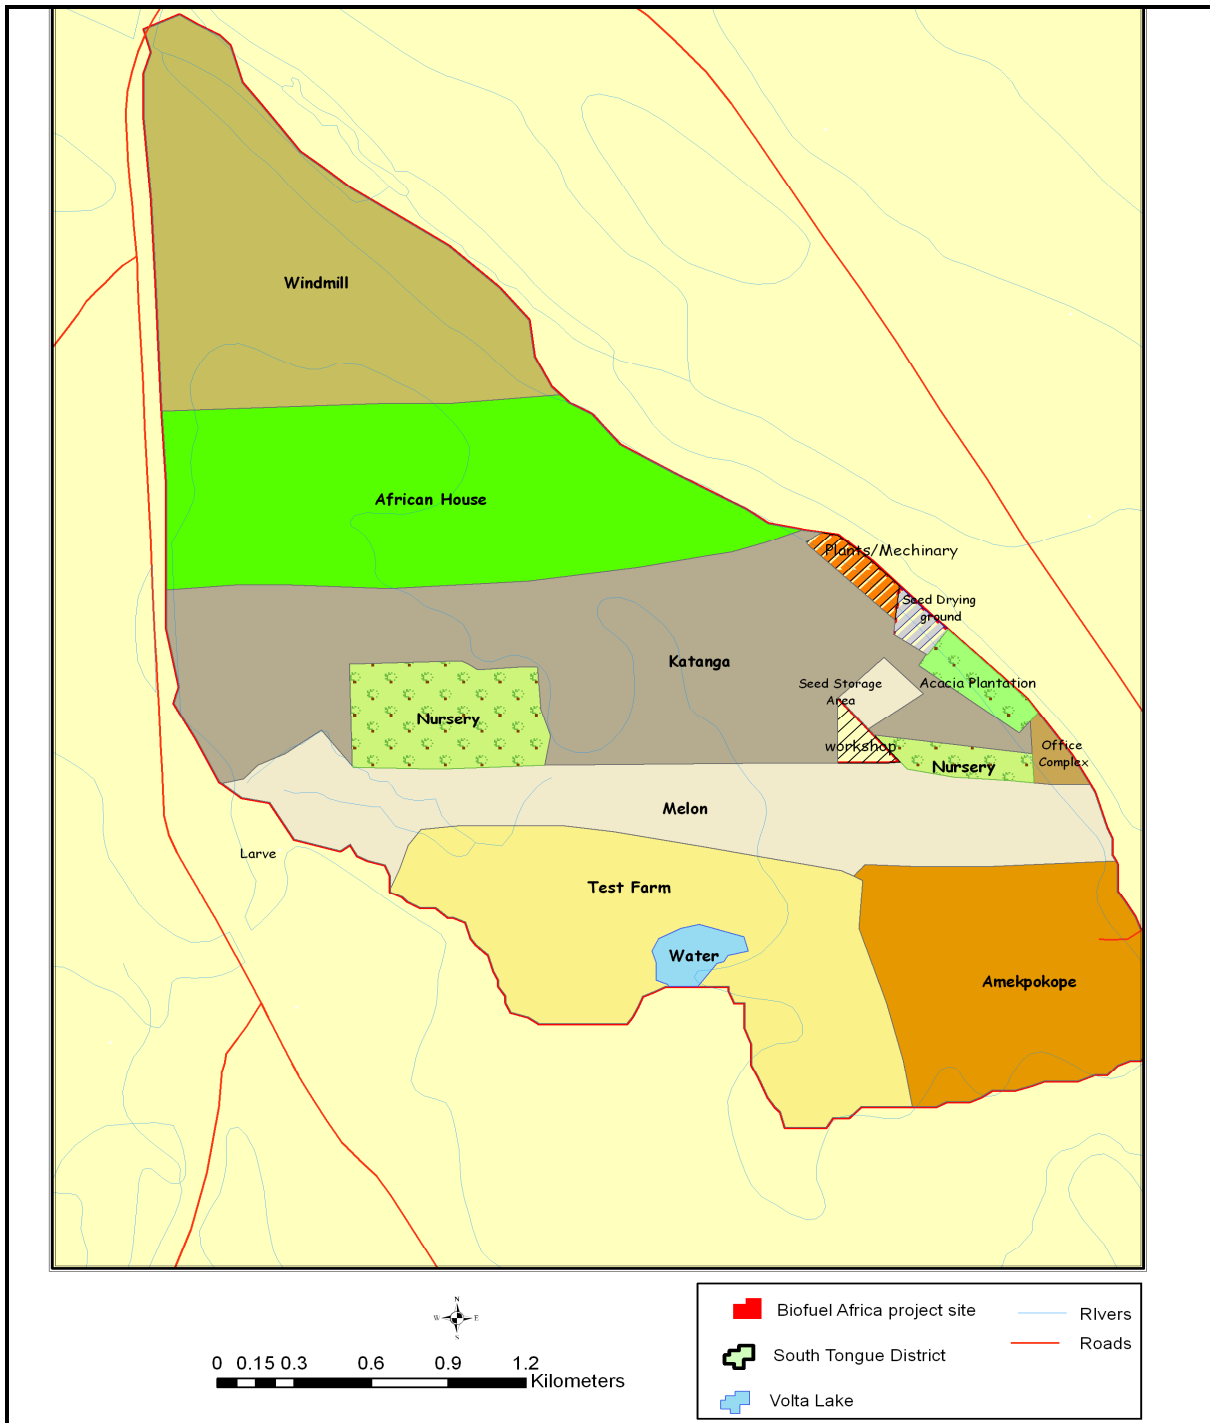 Windmill
African House
Plants/Mechinary
Seed Drying
ground
Katanga
Seed Storage
Area
Acacia Plantation
Nursery
workshop
Office
Complex
Nursery
Melon
Larve
Test Farm
Water
Amekpokope
N
W E
S
0 0.15 0.3 0.6 0.9 1.2
Kilometers
Biofuel Africa project site
South Tongue District
Volta Lake
RIvers
Roads